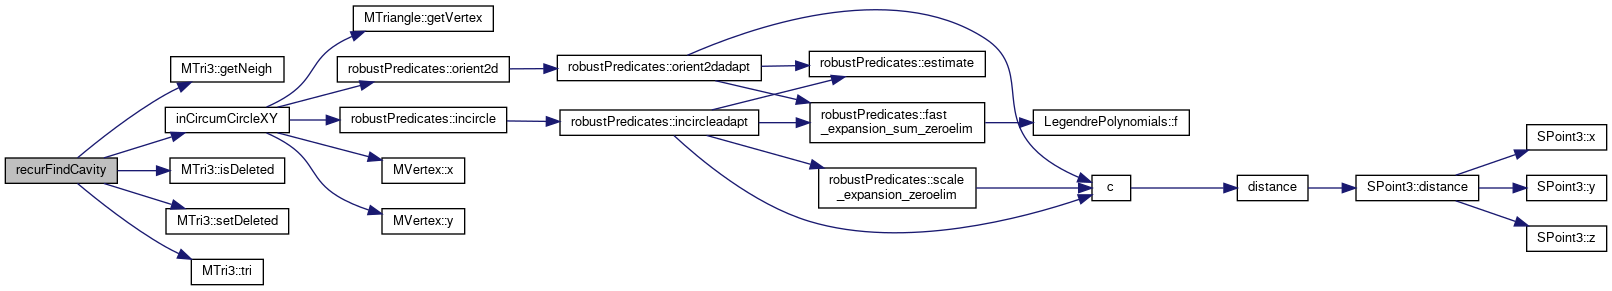 recurFindCavity
MTri3::getNeigh
inCircumCircleXY
MTri3::isDeleted
MTri3::setDeleted
MTri3::tri
MTriangle::getVertex
robustPredicates::orient2d
robustPredicates::incircle
MVertex::x
MVertex::y
robustPredicates::orient2dadapt
robustPredicates::incircleadapt
robustPredicates::estimate
robustPredicates::fast
_expansion_sum_zeroelim
robustPredicates::scale
_expansion_zeroelim
LegendrePolynomials::f
c
distance
SPoint3::distance
SPoint3::x
SPoint3::y
SPoint3::z